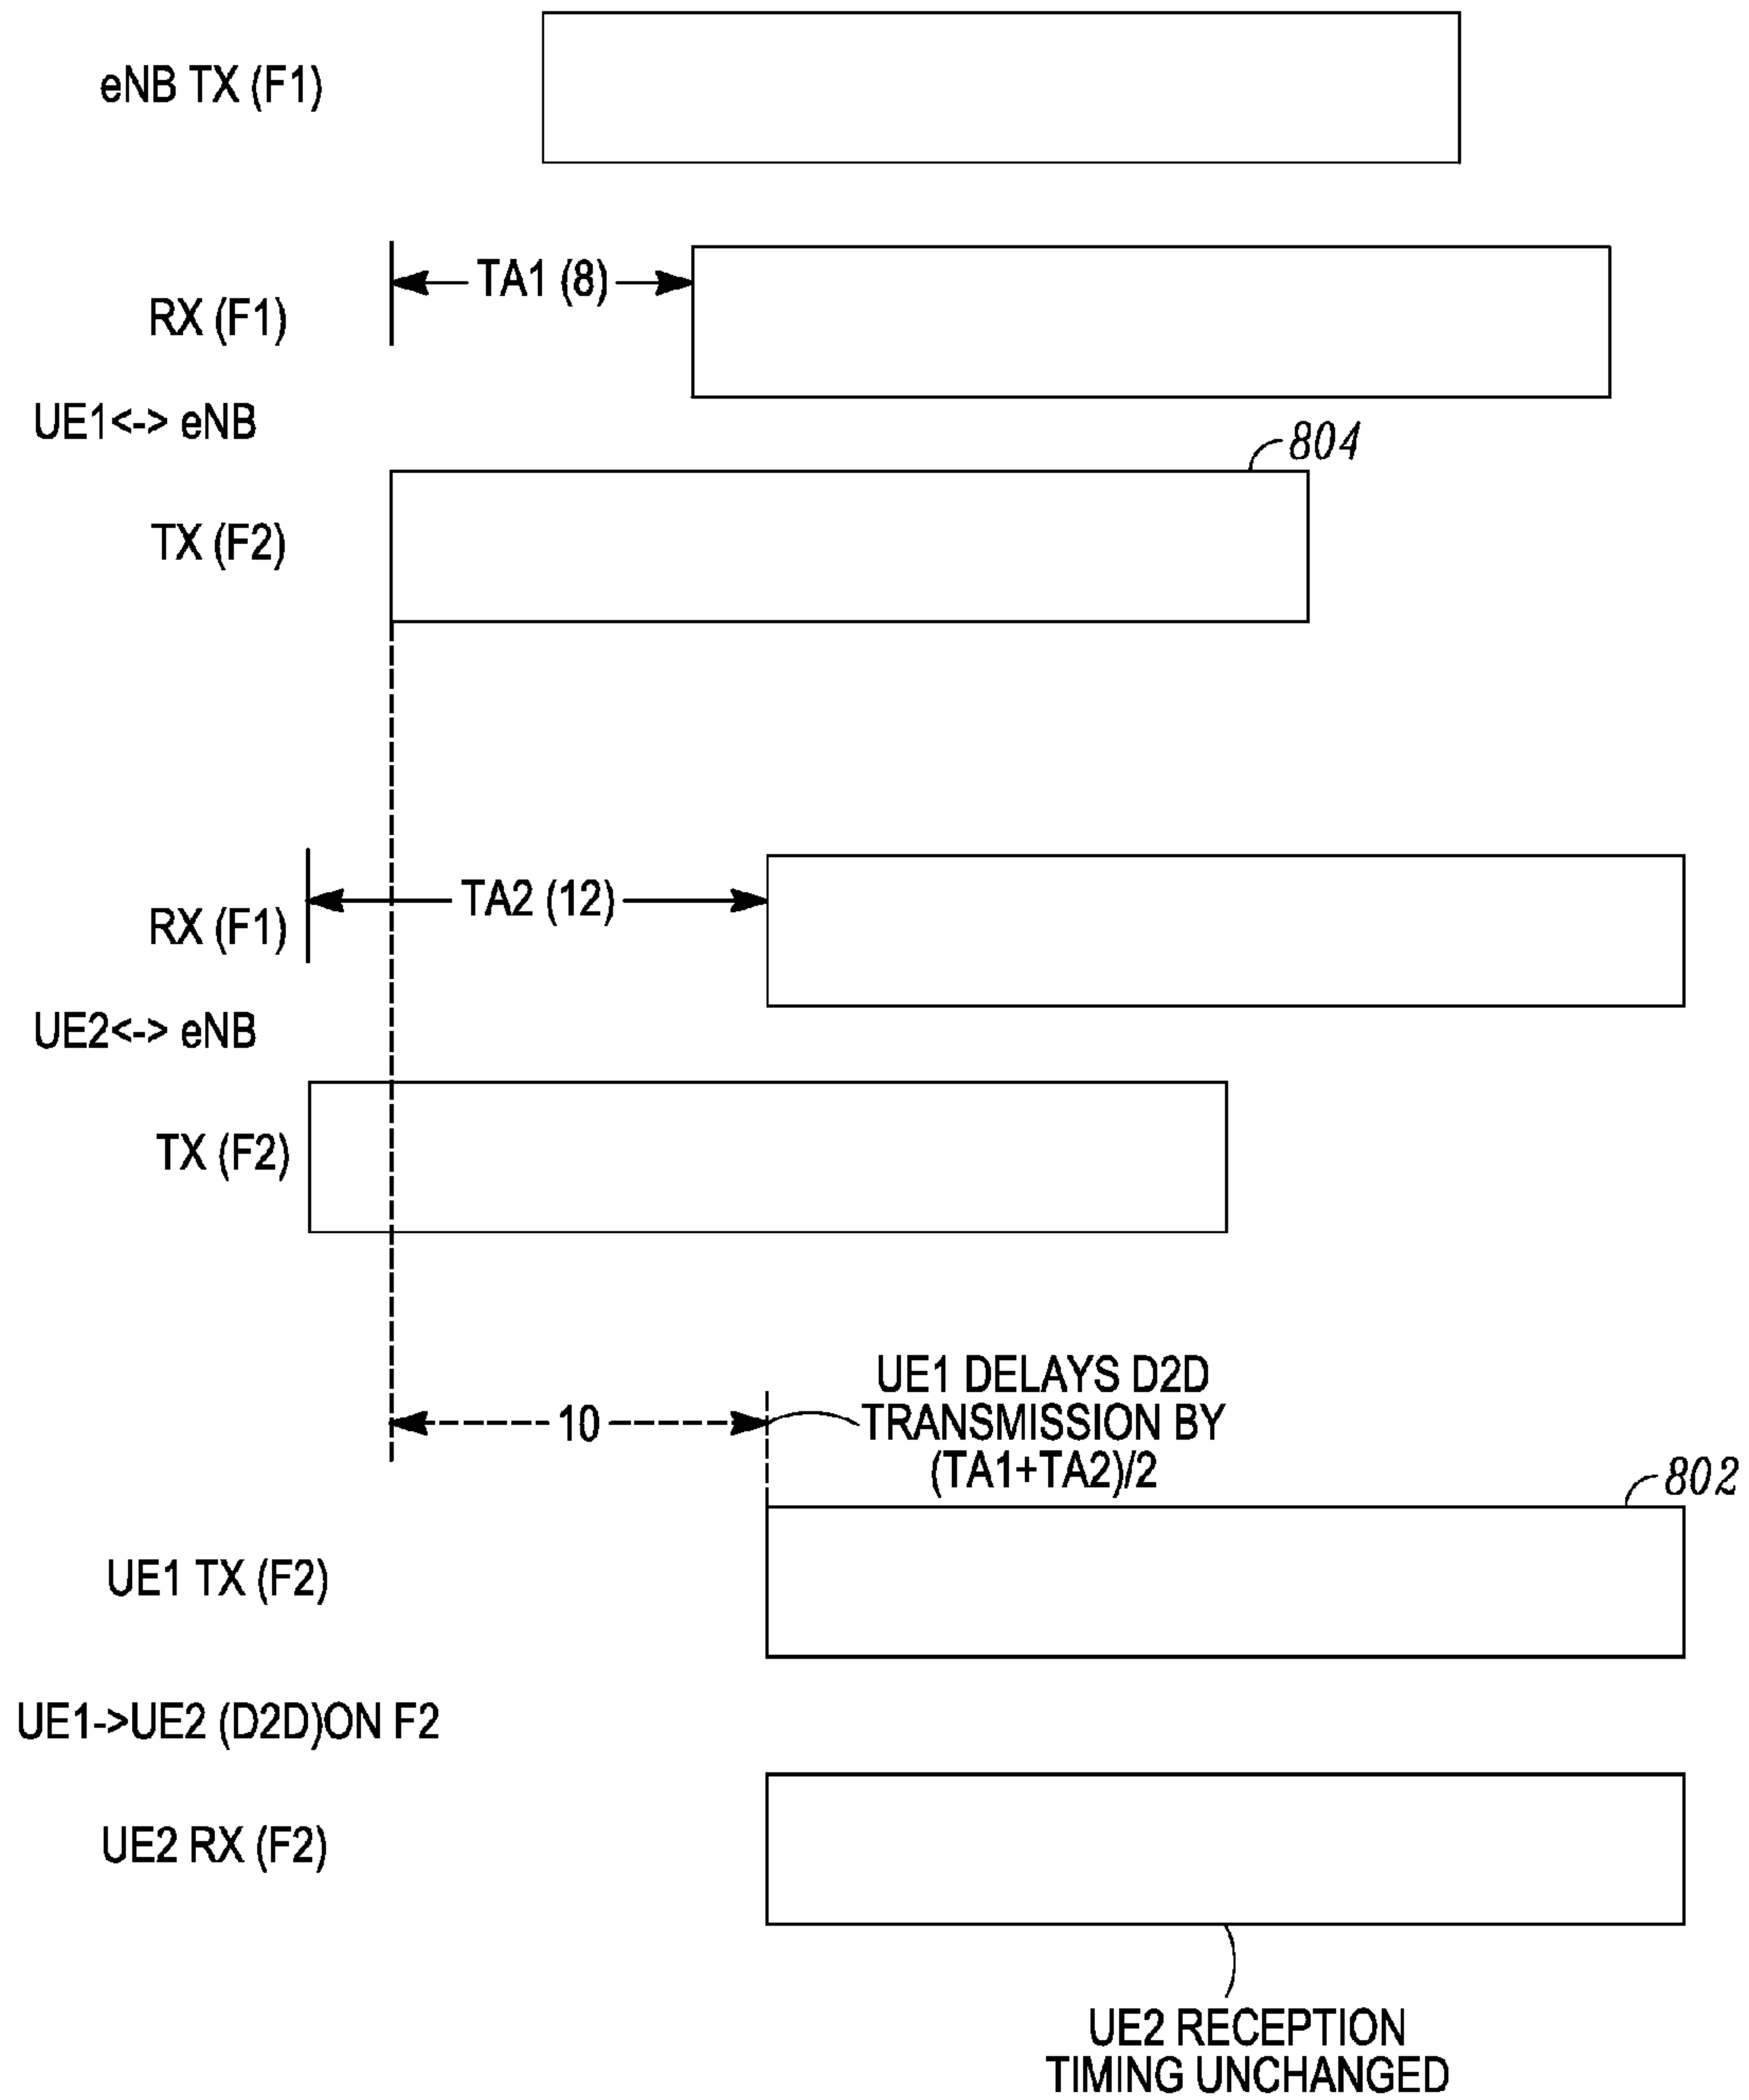 eNB TX (F1)
TA1 (8)
RX (F1)
UE1<-> eNB
804
TX (F2)
TA2 (12)
RX (F1)
UE2<-> eNB
TX (F2)
10
UE1 DELAYS D2D
TRANSMISSION BY
(TA1+TA2)/2
802
UE1 TX (F2)
UE1->UE2 (D2D)ON F2
UE2 RX (F2)
UE2 RECEPTION
TIMING UNCHANGED